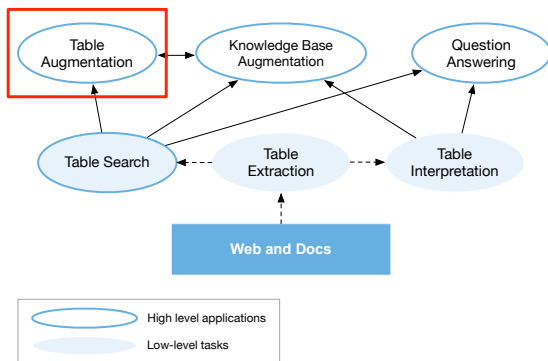 Table
Augmentation
Knowledge Base
Augmentation
Question
Answering
Table Search
Table
Extraction
Table
Interpretation
Web and Docs
High level applications
Low-level tasks